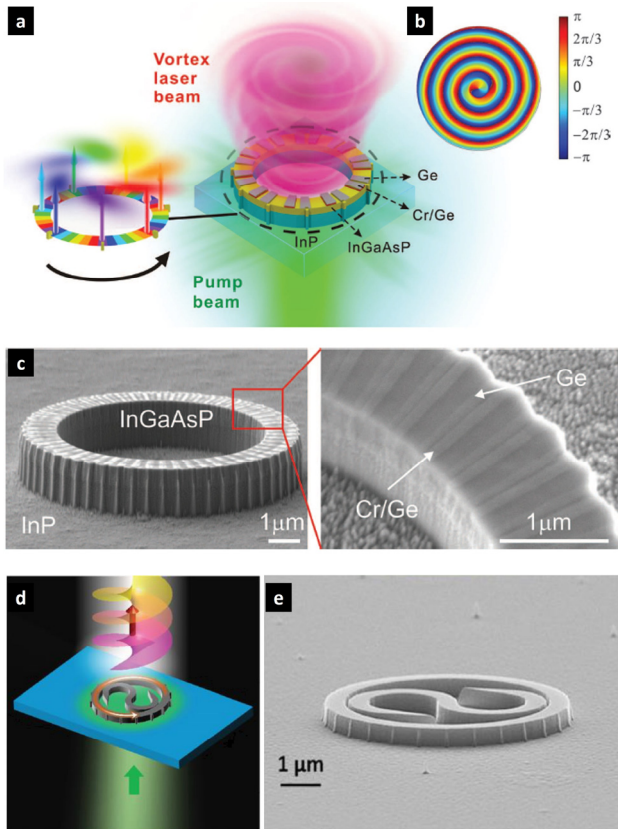 a
b
Vortex
laser
beam
π
2π/3
π/3
0
−π/3
−2π/3
−π
Ge
Cr/Ge
InGaAsP
InP
Pump
beam
c
InGaAsP
InP
1μm
Ge
Cr/Ge
1μm
d
e
1 μm